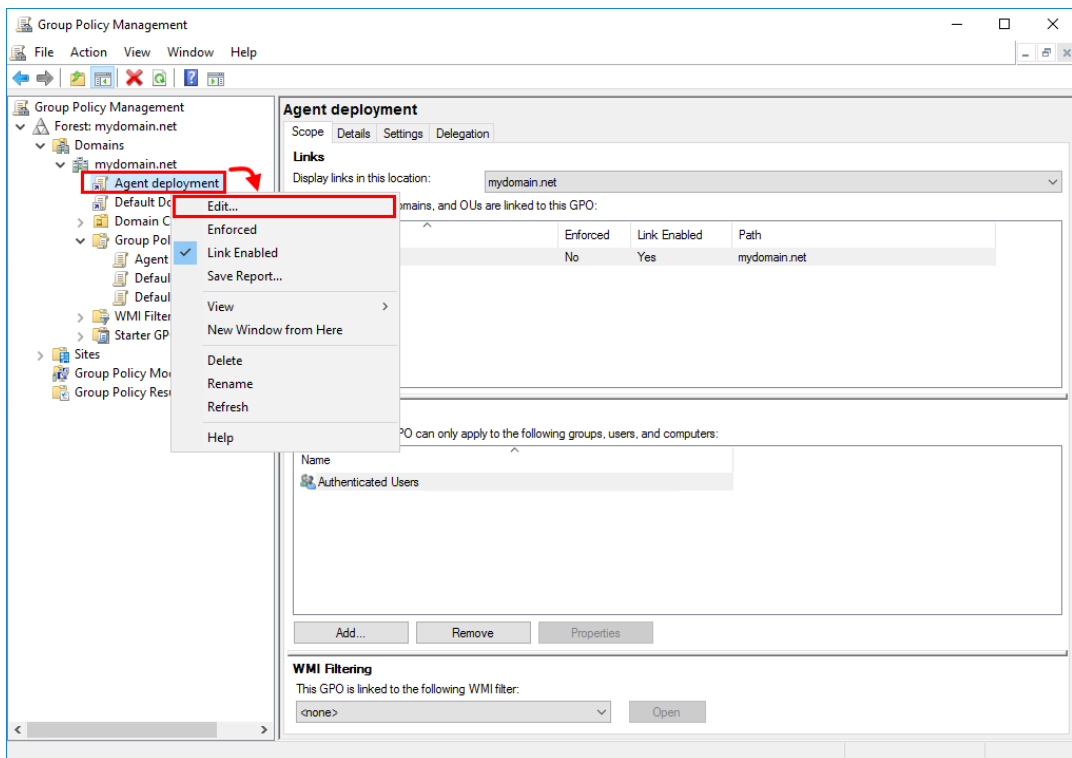 Group Policy Management
File Action View Window Help
Group Policy Management
Forest: mydomain.net
Domains
mydomain.net
Agent deployment
Default Do
Domain C
Group Pol
Agent
Defaul
Defaul
WMI Filter
Starter GP
Sites
Group Policy Mo
Group Policy Resu
Edit...
Enforced
Link Enabled
Save Report...
View
New Window from Here
Delete
Rename
Refresh
Help
Agent deployment
Scope Details Settings Delegation
Links
Display links in this location: mydomain.net
omains, and OUs are linked to this GPO:
Enforced Link Enabled Path
No Yes mydomain.net
PO can only apply to the following groups, users, and computers:
Name
Authenticated Users
Add... Remove Properties
WMI Filtering
This GPO is linked to the following WMI filter:
<none> Open